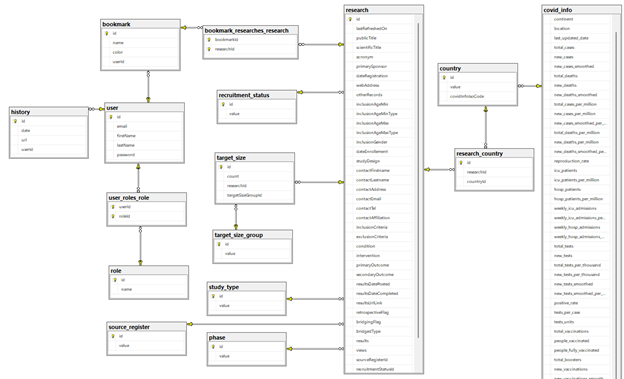 bookmark
id
name
color
userId
bookmark_researches_research
bookmarkId
researchId
history
id
date
url
userId
user
id
email
firstName
lastName
password
user_roles_role
userId
roleId
role
id
name
source_register
id
value
recruitment_status
id
value
target_size
id
count
researchId
targetSizeGroupId
target_size_group
id
value
study_type
id
value
phase
id
value
research
id
lastRefreshedOn
publicTitle
scientificTitle
acronym
primarySponsor
dateRegistration
webAddress
otherRecords
inclusionAgeMin
inclusionAgeMinType
inclusionAgeMax
inclusionAgeMaxType
inclusionGender
dateEnrollement
studyDesign
contactFirstname
contactLastname
contactAddress
contactEmail
contactTel
contactAffiliation
inclusionCriteria
exclusionCriteria
condition
intervention
primaryOutcome
secondaryOutcome
resultsDatePosted
resultsDateCompleted
resultsUrlLink
retrospectiveFlag
bridgingFlag
bridgedType
results
views
sourceRegisterId
recruitmentStatusId
country
id
value
covidInfoIsoCode
research_country
id
researchId
countryId
covid_info
continent
location
last_updated_date
total_cases
new_cases
new_cases_smoothed
total_deaths
new_deaths
new_deaths_smoothed
total_cases_per_million
new_cases_per_million
new_cases_smoothed_per_...
total_deaths_per_million
new_deaths_per_million
new_deaths_smoothed_per_...
reproduction_rate
icu_patients
icu_patients_per_million
hosp_patients
hosp_patients_per_million
weekly_icu_admissions
weekly_icu_admissions_pe...
weekly_hosp_admissions
weekly_hosp_admissions_...
total_tests
new_tests
total_tests_per_thousand
new_tests_per_thousand
new_tests_smoothed
new_tests_smoothed_per_...
positive_rate
tests_per_case
tests_units
total_vaccinations
people_vaccinated
people_fully_vaccinated
total_boosters
new_vaccinations